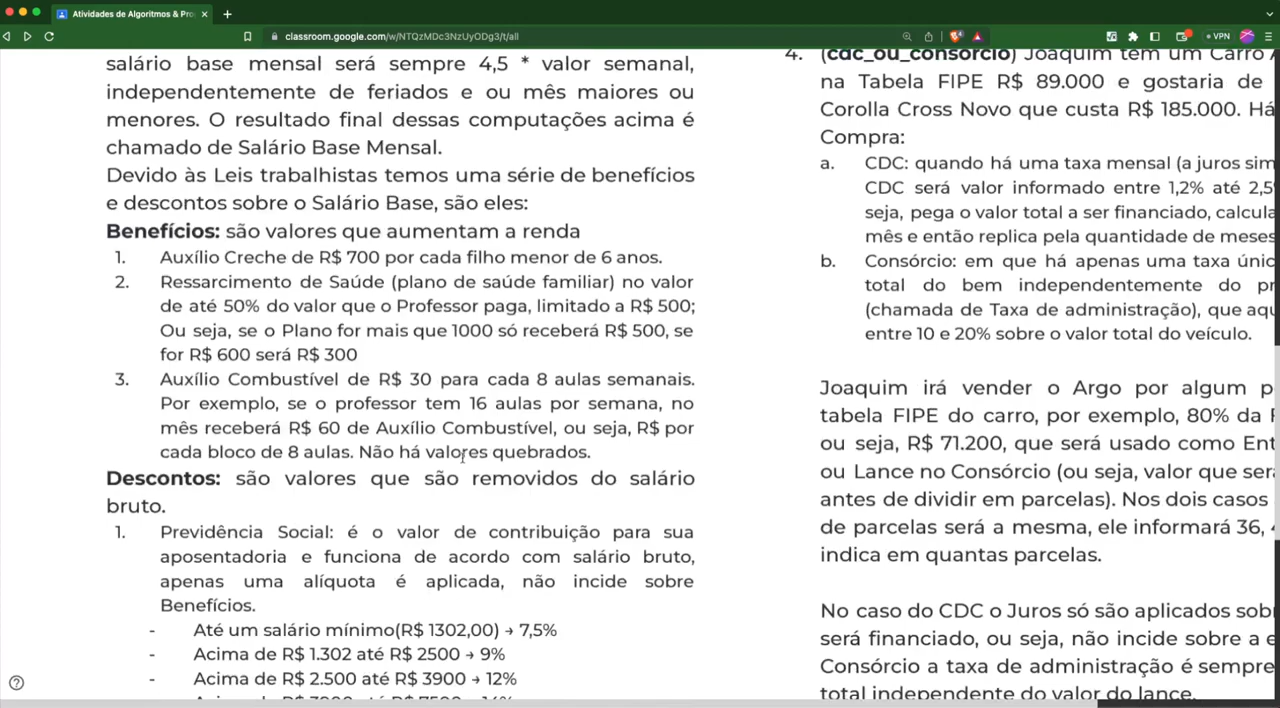 Atividades de Algoritmos & Pro
classroom.google.com/w/NTQzMDc3NzUyODg3/t/all
VPN
salário base mensal será sempre 4,5 * valor semanal,
independentemente de feriados e ou mês maiores ou
menores. O resultado final dessas computações acima é
chamado de Salário Base Mensal.
Devido às Leis trabalhistas temos uma série de benefícios
e descontos sobre o Salário Base, são eles:
Benefícios: são valores que aumentam a renda
1. Auxílio Creche de R$ 700 por cada filho menor de 6 anos.
2. Ressarcimento de Saúde (plano de saúde familiar) no valor
de até 50% do valor que o Professor paga, limitado a R$ 500;
Ou seja, se o Plano for mais que 1000 só receberá R$ 500, se
for R$ 600 será R$ 300
3. Auxílio Combustível de R$ 30 para cada 8 aulas semanais.
Por exemplo, se o professor tem 16 aulas por semana, no
mês receberá R$ 60 de Auxílio Combustível, ou seja, R$ por
cada bloco de 8 aulas. Não há valores quebrados.
Descontos: são valores que são removidos do salário
bruto.
1. Previdência Social: é o valor de contribuição para sua
aposentadoria e funciona de acordo com salário bruto,
apenas uma alíquota é aplicada, não incide sobre
Benefícios.
- Até um salário mínimo(R$ 1302,00) → 7,5%
- Acima de R$ 1.302 até R$ 2500 → 9%
- Acima de R$ 2.500 até R$ 3900 → 12%
- Acima de R$ 3900 até R$ 7500 → 14%
4. (cdc_ou_consorcio) Joaquim tem um Carro
na Tabela FIPE R$ 89.000 e gostaria de
Corolla Cross Novo que custa R$ 185.000. Há
Compra:
a. CDC: quando há uma taxa mensal (a juros sim
CDC será valor informado entre 1,2% até 2,5
seja, pega o valor total a ser financiado, calcula
mês e então replica pela quantidade de meses
b. Consórcio: em que há apenas uma taxa únic
total do bem independentemente do pr
(chamada de Taxa de administração), que aqu
entre 10 e 20% sobre o valor total do veículo.
Joaquim irá vender o Argo por algum p
tabela FIPE do carro, por exemplo, 80% da F
ou seja, R$ 71.200, que será usado como Ent
ou Lance no Consórcio (ou seja, valor que ser
antes de dividir em parcelas). Nos dois casos
de parcelas será a mesma, ele informará 36, 
indica em quantas parcelas.
No caso do CDC o Juros só são aplicados sob
será financiado, ou seja, não incide sobre a e
Consórcio a taxa de administração é sempre
total independente do valor do lance.